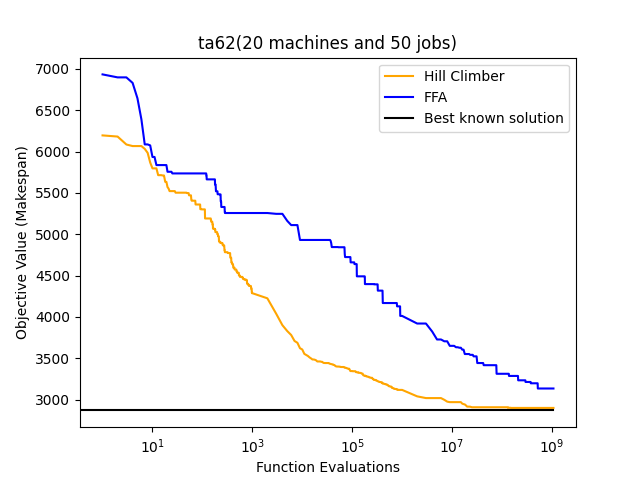 ta62(20 machines and 50 jobs)
Hill Climber
FFA
Best known solution
Objective Value (Makespan)
7000
6500
6000
5500
5000
4500
4000
3500
3000
10^1 10^3 10^5 10^7 10^9
Function Evaluations